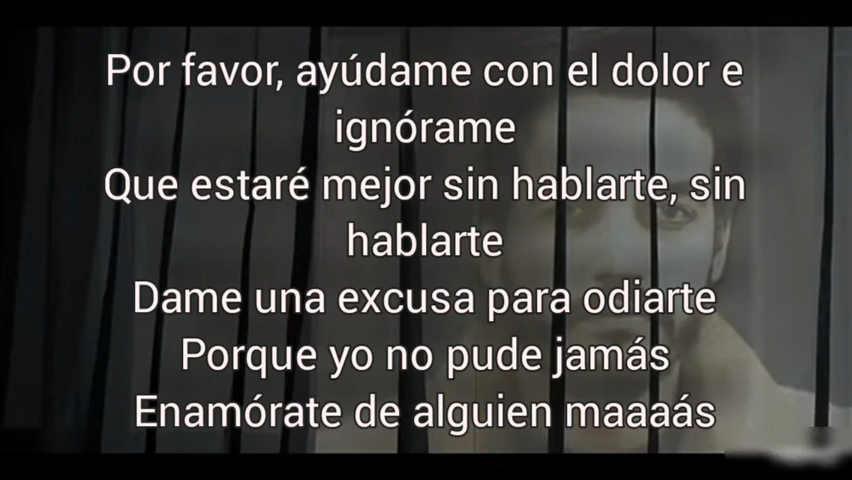 Por favor, ayúdame con el dolor e
ignórame
Que estaré mejor sin hablarte, sin
hablarte
Dame una excusa para odiarte
Porque yo no pude jamás
Enamórate de alguien maaaás